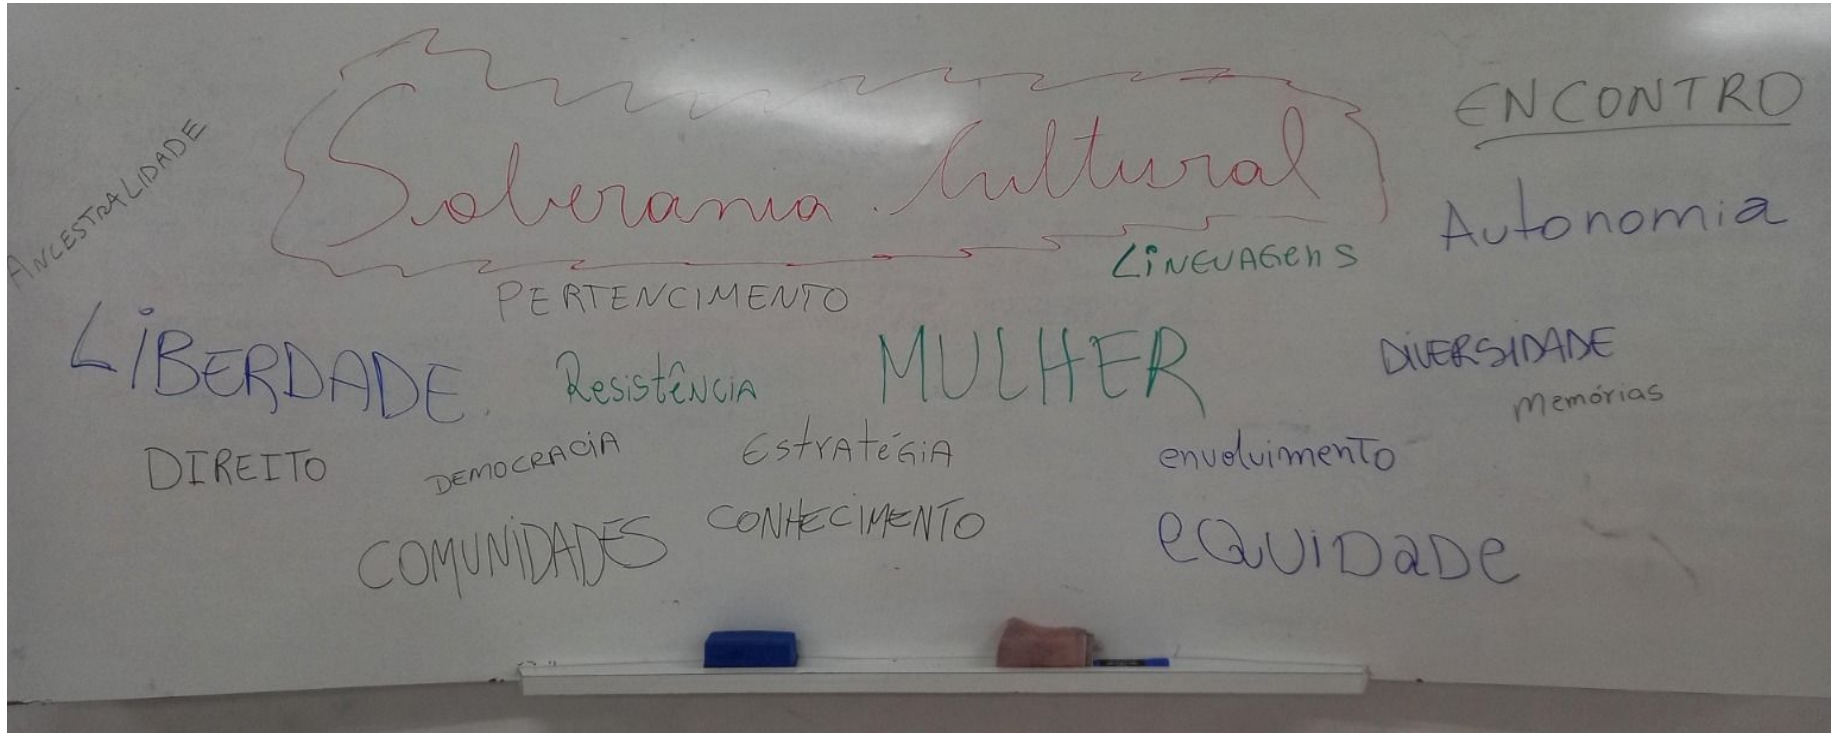 ENCONTRO
ANCESTRALIDADE
Soberania Cultural
Autonomia
LINGUAGENS
PERTENCIMENTO
LIBERDADE
Resistência
MULHER
DIVERSIDADE
memórias
DIREITO
DEMOCRACIA
EstRAtéGiA
envolvimento
CONHECIMENTO
COMUNIDADES
eQUiDaDe